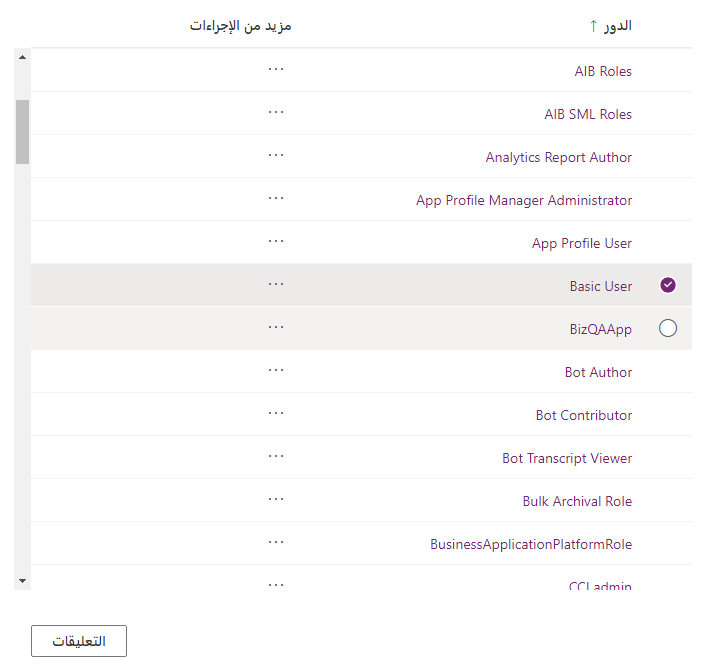 الدور ↑ مزيد من الإجراءات
AIB Roles ...
AIB SML Roles ...
Analytics Report Author ...
App Profile Manager Administrator ...
App Profile User ...
Basic User ...
BizQAApp ...
Bot Author ...
Bot Contributor ...
Bot Transcript Viewer ...
Bulk Archival Role ...
BusinessApplicationPlatformRole ...
CCI admin ...
التعليقات